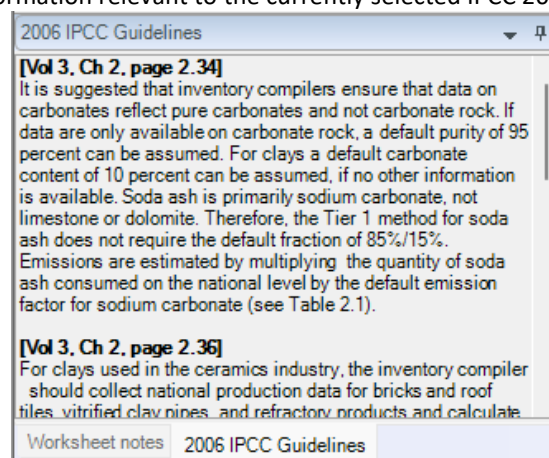 ormation relevant to the currently selected IPCC 20
2006 IPCC Guidelines
[Vol 3, Ch 2, page 2.34]
It is suggested that inventory compilers ensure that data on
carbonates reflect pure carbonates and not carbonate rock. If
data are only available on carbonate rock, a default purity of 95
percent can be assumed. For clays a default carbonate
content of 10 percent can be assumed, if no other information
is available. Soda ash is primarily sodium carbonate, not
limestone or dolomite. Therefore, the Tier 1 method for soda
ash does not require the default fraction of 85%/15%.
Emissions are estimated by multiplying the quantity of soda
ash consumed on the national level by the default emission
factor for sodium carbonate (see Table 2.1).
[Vol 3, Ch 2, page 2.36]
For clays used in the ceramics industry, the inventory compiler
should collect national production data for bricks and roof
tiles, vitrified clay pipes, and refractory products and calculate
Worksheet notes 2006 IPCC Guidelines